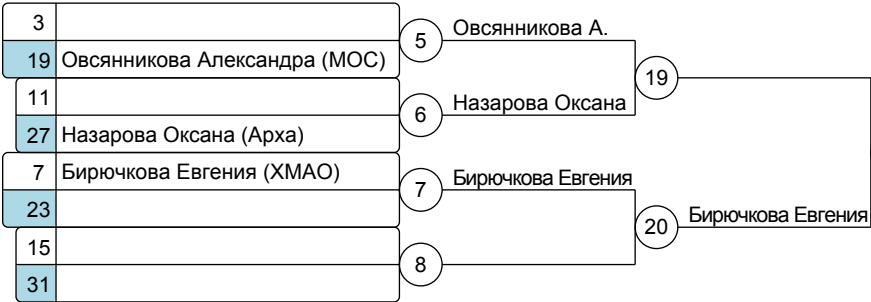 3
5
Овсянникова А.
19 Овсянникова Александра (МОС)
19
11
6
Назарова Оксана
27 Назарова Оксана (Арха)
7 Бирючкова Евгения (ХМАО)
7
Бирючкова Евгения
23
20
Бирючкова Евгения
15
8
31